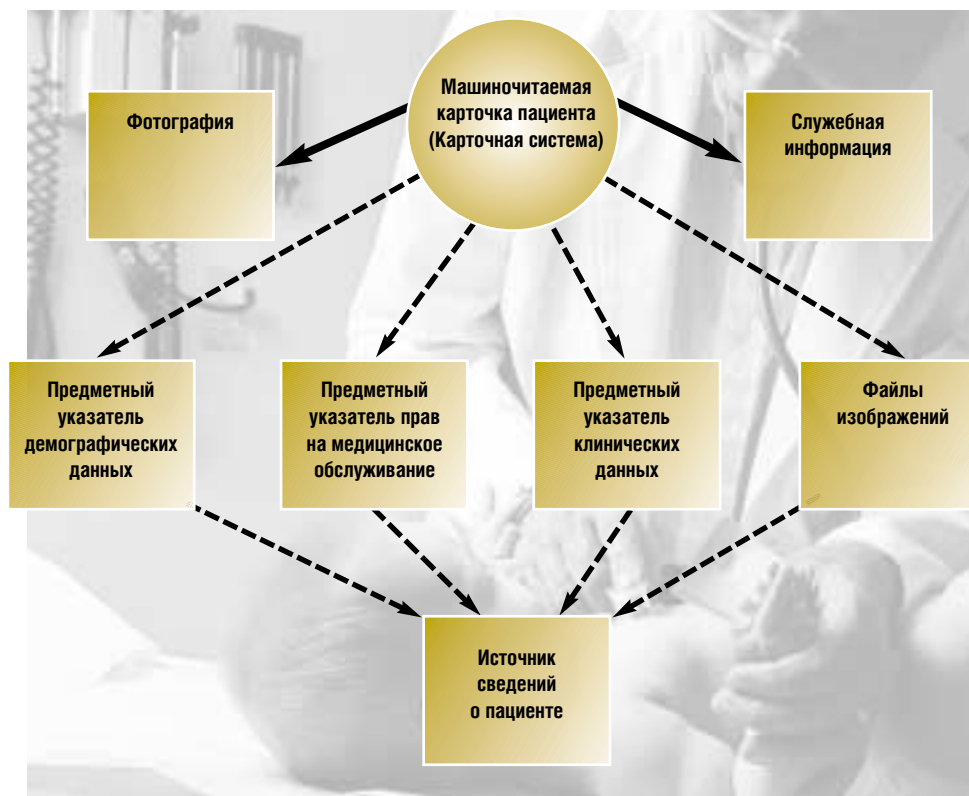 Машиночитаемая
карточка пациента
(Карточная система)
Фотография
Служебная
информация
Предметный
указатель
демографических
данных
Предметный
указатель прав
на медицинское
обслуживание
Предметный
указатель
клинических
данных
Файлы
изображений
Источник
сведений
о пациенте